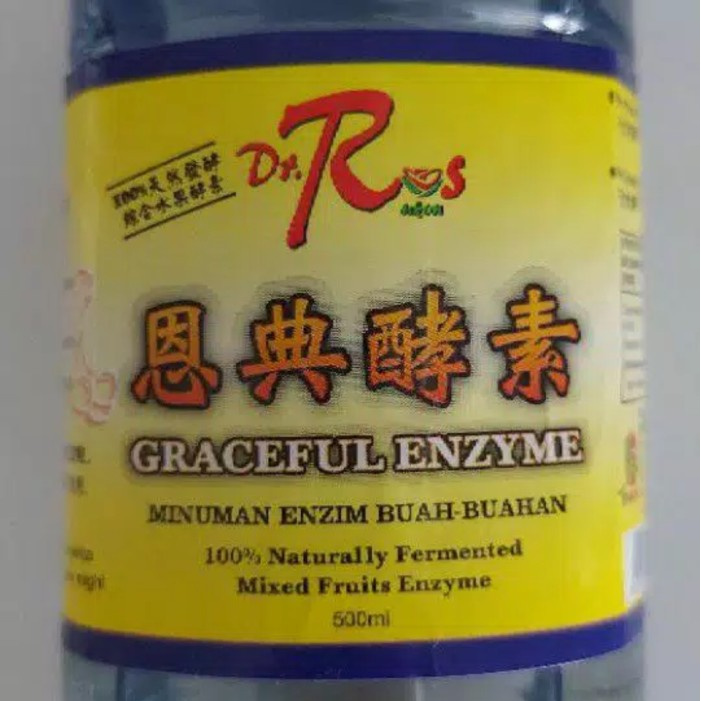 Dr. Ros
100%天然發酵
綜合水果酵素
恩典酵素
GRACEFUL ENZYME
MINUMAN ENZIM BUAH-BUAHAN
100% Naturally Fermented
Mixed Fruits Enzyme
500ml